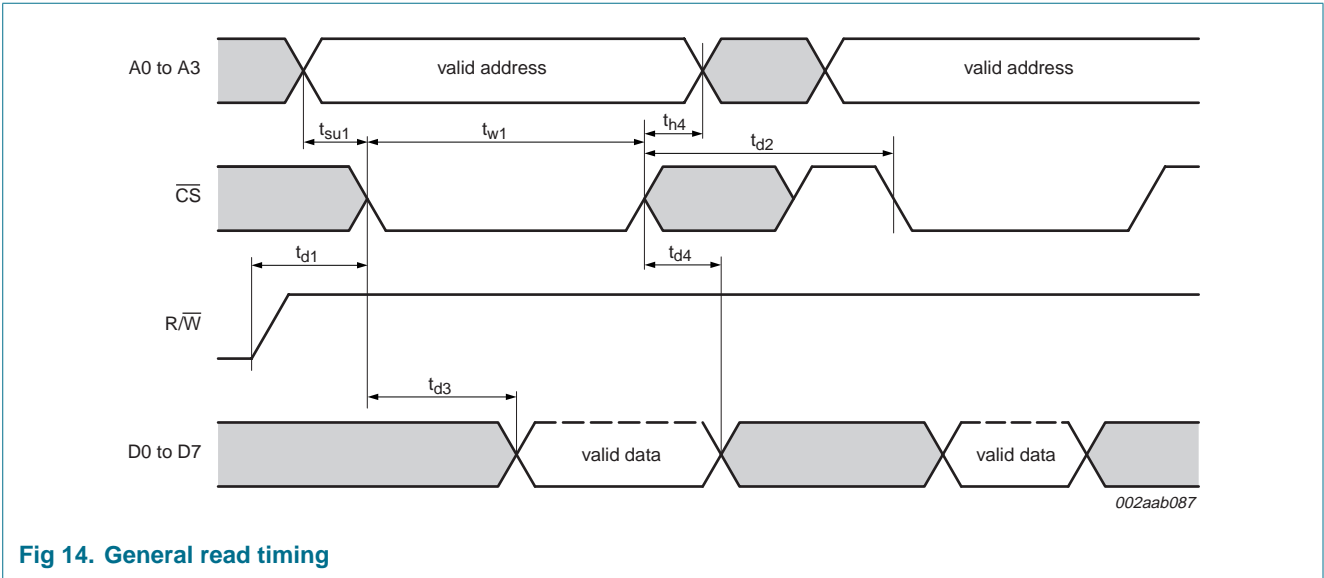 A0 to A3 valid address valid address
tsu1 tw1 th4
td2
CS
td1 td4
R/W
td3
D0 to D7 valid data valid data
002aab087
Fig 14. General read timing